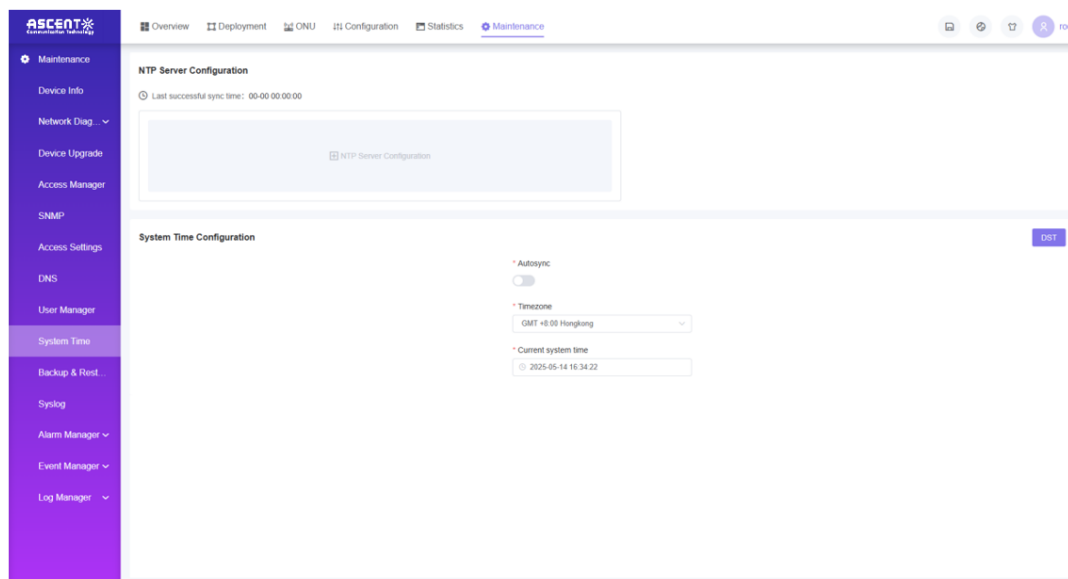 ASCENT
Communication Technology
Overview
Deployment
ONU
Configuration
Statistics
Maintenance
R
ro
Maintenance
Device Info
Network Diag...
Device Upgrade
Access Manager
SNMP
Access Settings
DNS
User Manager
System Time
Backup & Rest...
Syslog
Alarm Manager
Event Manager
Log Manager
NTP Server Configuration
Last successful sync time: 00-00 00:00:00
NTP Server Configuration
System Time Configuration
DST
* Autosync
* Timezone
GMT +8:00 Hongkong
* Current system time
2025-05-14 16:34:22